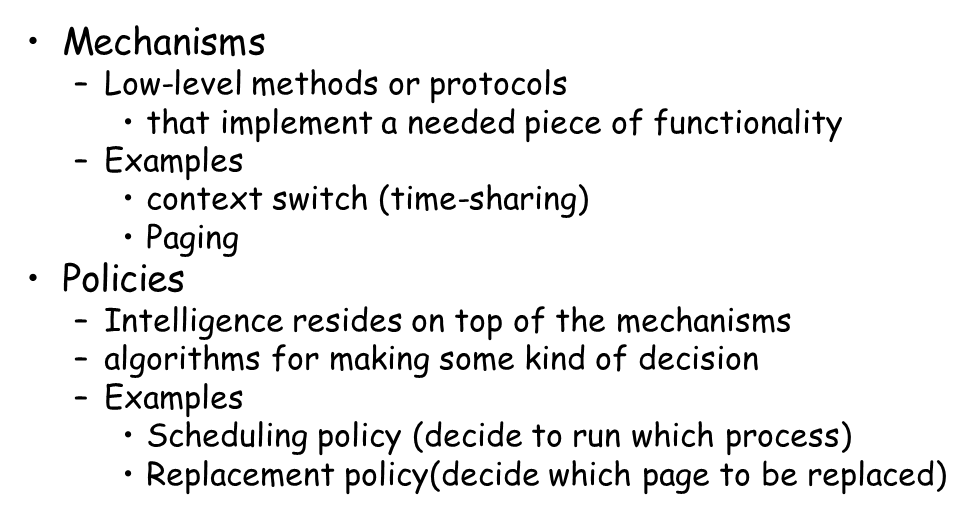 • Mechanisms
– Low-level methods or protocols
• that implement a needed piece of functionality
– Examples
• context switch (time-sharing)
• Paging
• Policies
– Intelligence resides on top of the mechanisms
– algorithms for making some kind of decision
– Examples
• Scheduling policy (decide to run which process)
• Replacement policy(decide which page to be replaced)